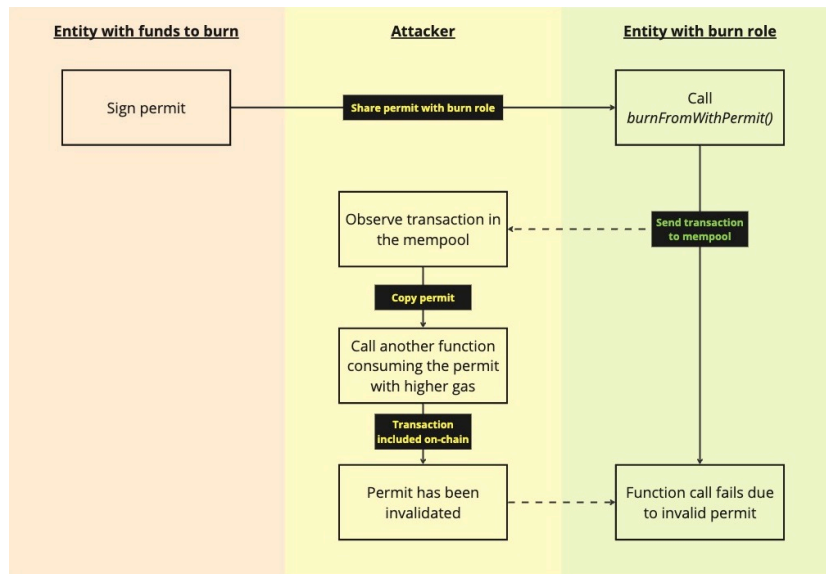 Entity with funds to burn
Attacker
Entity with burn role
Sign permit
Share permit with burn role
Call
burnFromWithPermit()
Observe transaction in
the mempool
Send transaction
to mempool
Copy permit
Call another function
consuming the permit
with higher gas
Transaction
included on-chain
Permit has been
invalidated
Function call fails due
to invalid permit